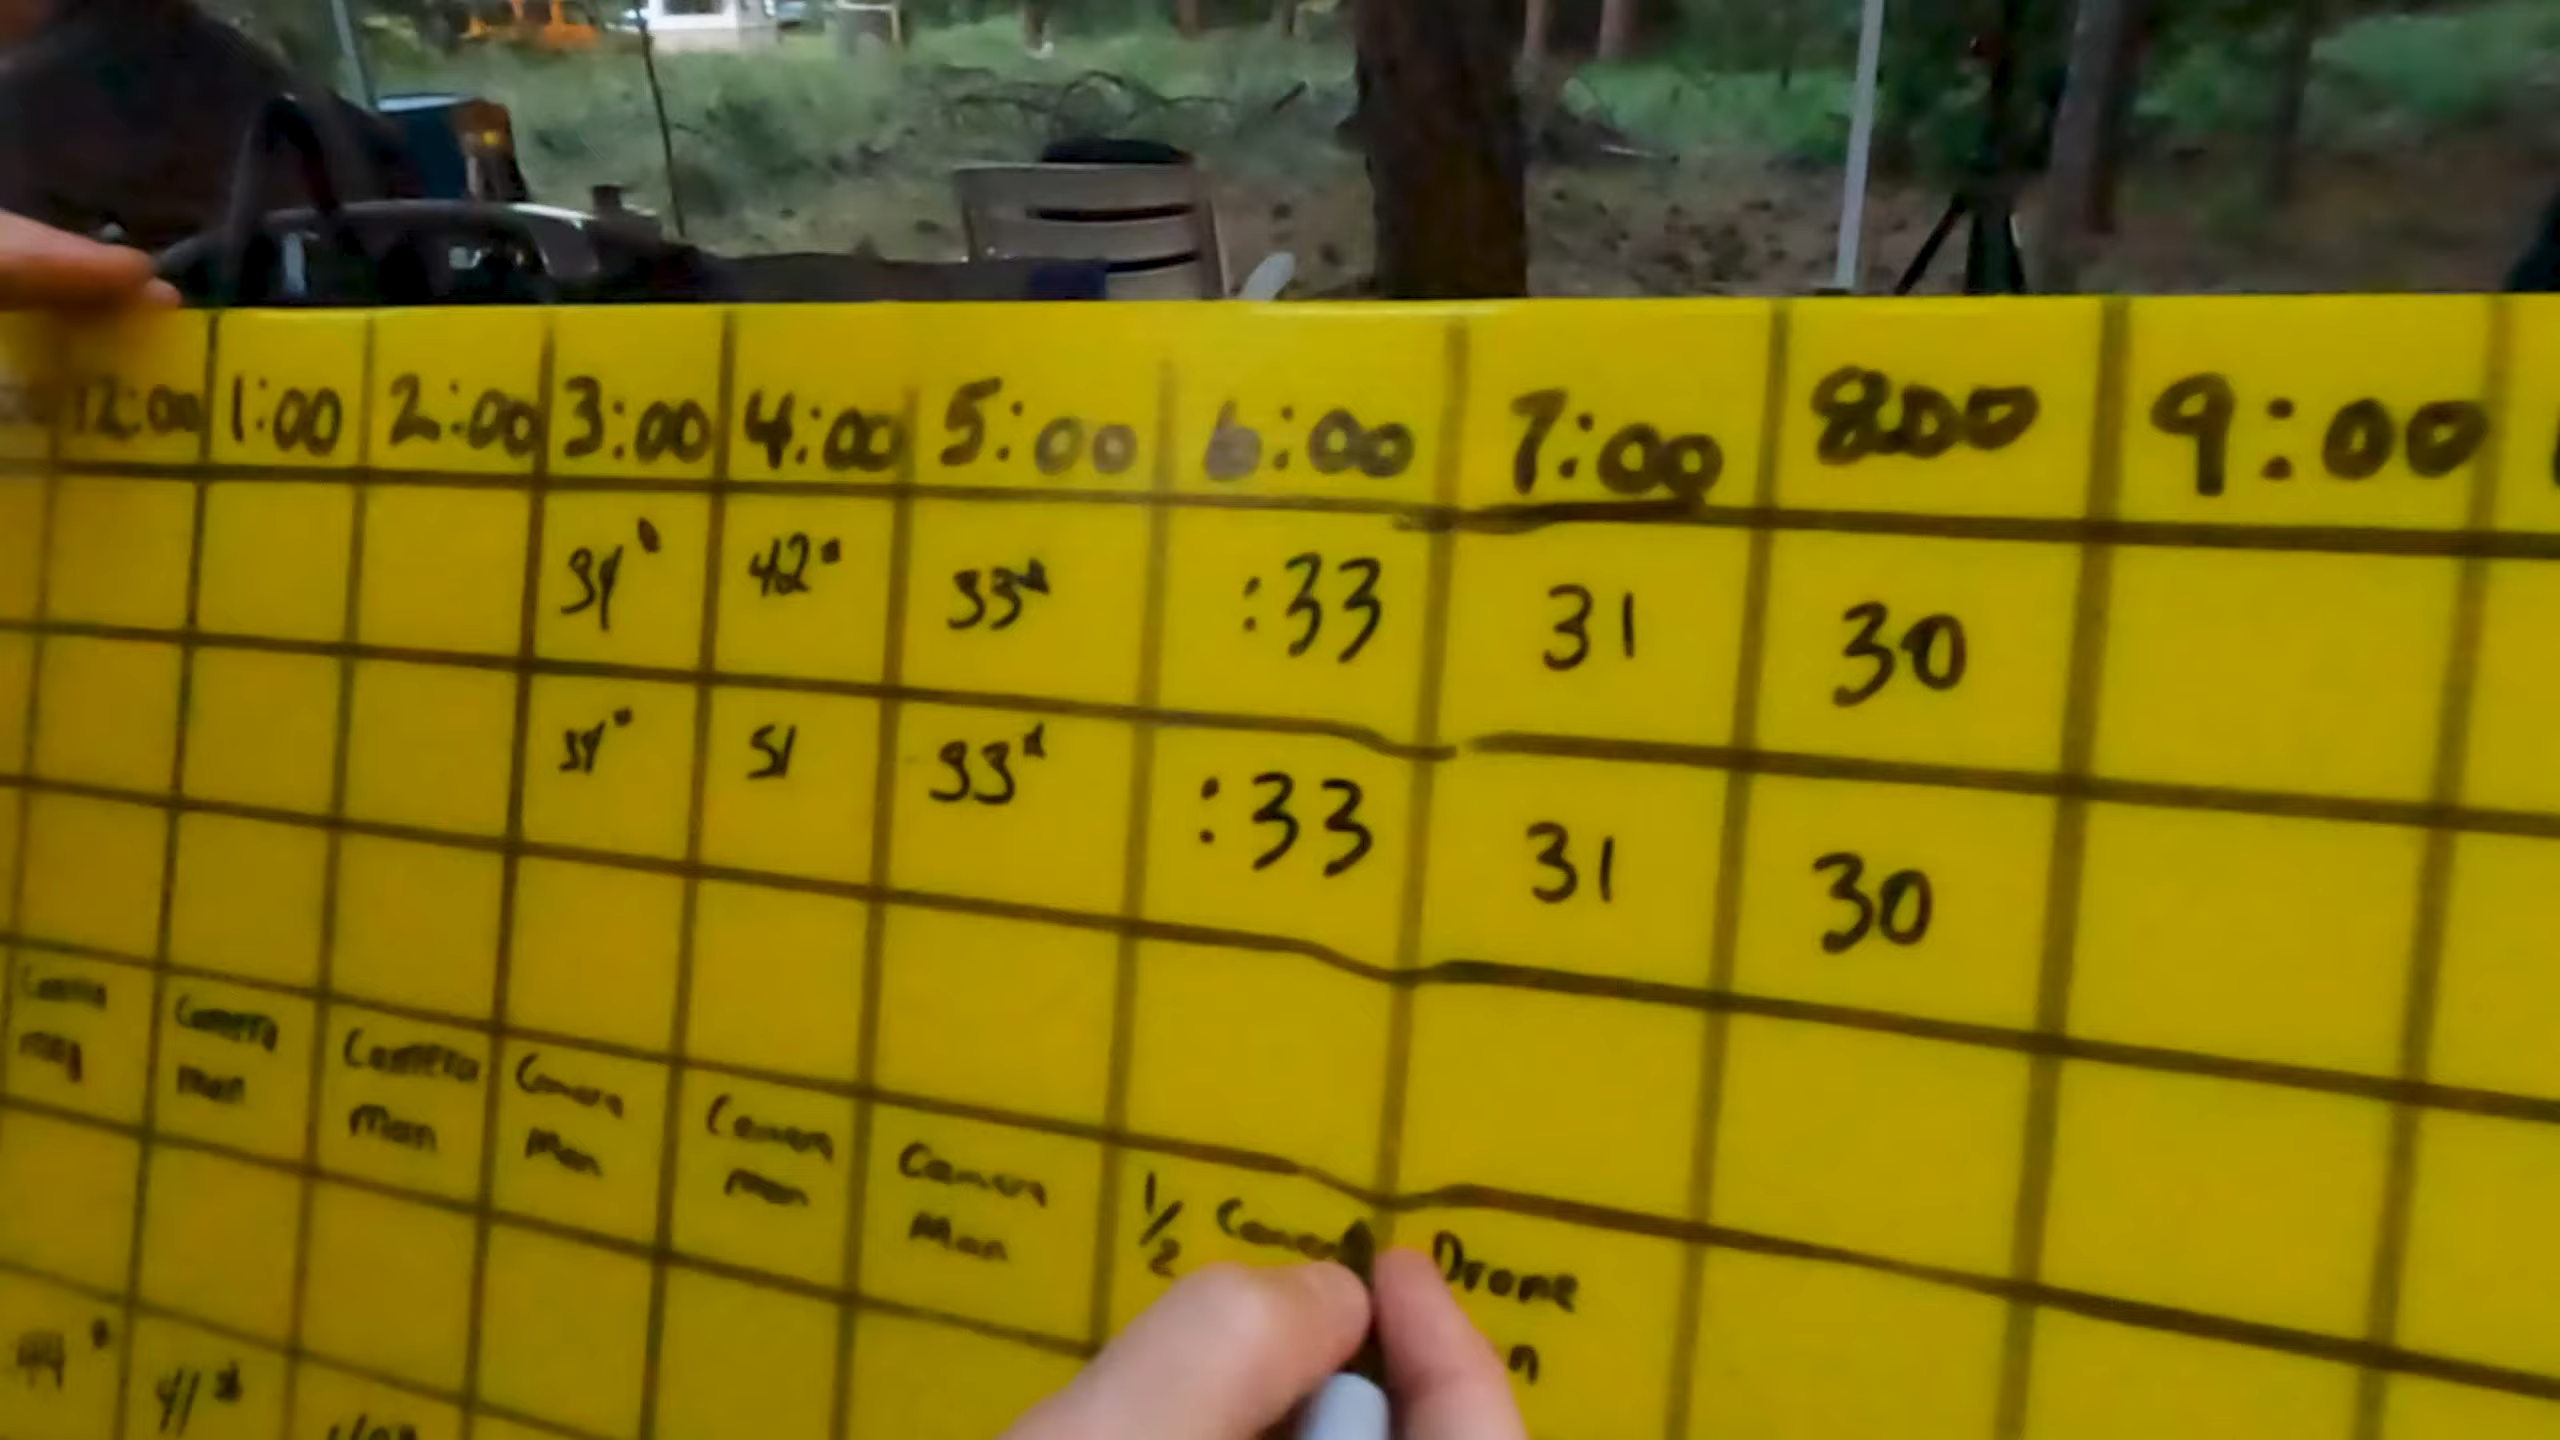 12:00 1:00 2:00 3:00 4:00 5:00 6:00 7:00 8:00 9:00
42* 33* :33 31 30
51 33* :33 31 30
Camera Camera Camera Camera Camera 1/2 Drone
man man Man Man man Man
44* 41*